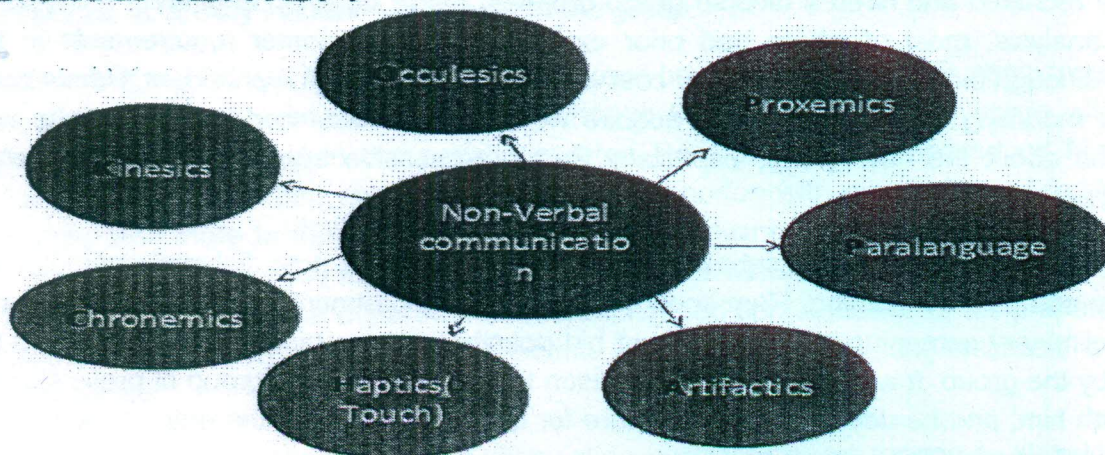 Occulesics
Proxemics
Kinesics
Non-Verbal
communicatio
n
Paralanguage
Chronemics
Haptics(
Touch)
Artifactics